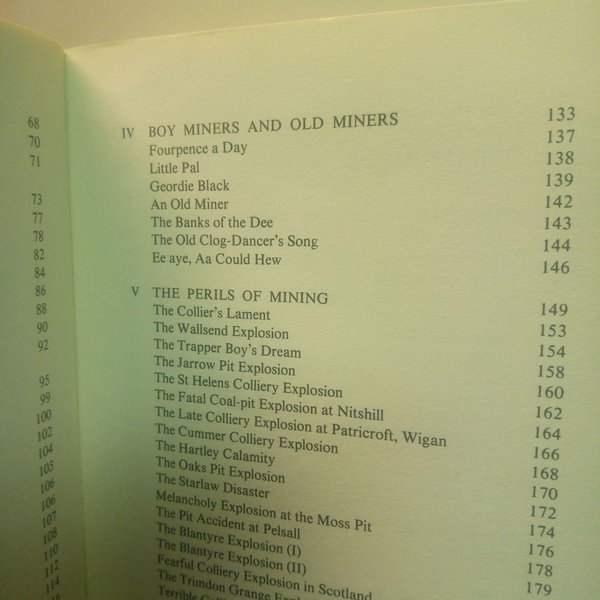 68
70
71
73
77
78
82
84
86
88
90
92
95
99
100
102
104
105
106
106
107
108
110
112
114
IV BOY MINERS AND OLD MINERS 133
Fourpence a Day 137
Little Pal 138
Geordie Black 139
An Old Miner 142
The Banks of the Dee 143
The Old Clog-Dancer's Song 144
Ee aye, Aa Could Hew 146
V THE PERILS OF MINING 149
The Collier's Lament 153
The Wallsend Explosion 154
The Trapper Boy's Dream 158
The Jarrow Pit Explosion 160
The St Helens Colliery Explosion 162
The Fatal Coal-pit Explosion at Nitshill 164
The Late Colliery Explosion at Patricroft, Wigan 166
The Cummer Colliery Explosion 168
The Hartley Calamity 170
The Oaks Pit Explosion 172
The Starlaw Disaster 174
Melancholy Explosion at the Moss Pit 176
The Pit Accident at Pelsall 178
The Blantyre Explosion (I) 179
The Blantyre Explosion (II)
Fearful Colliery Explosion in Scotland
The Trimdon Grange
Terrible